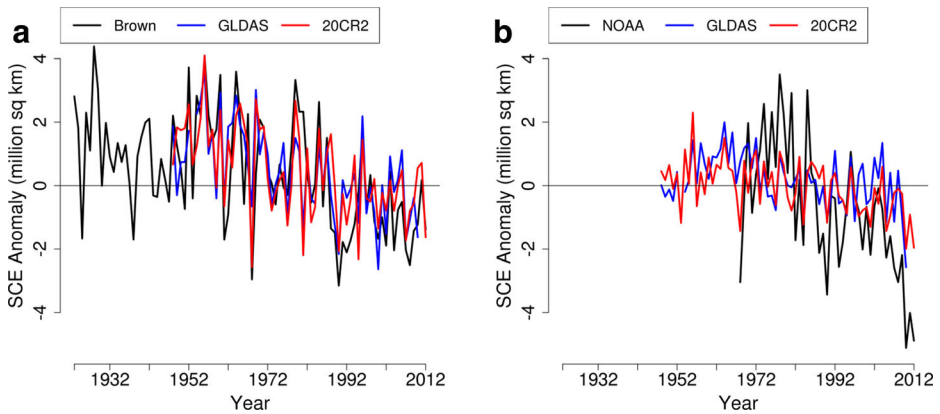 a
Brown GLDAS 20CR2
SCE Anomaly (million sq km)
4
2
0
-2
-4
1932 1952 1972 1992 2012
Year
b
NOAA GLDAS 20CR2
SCE Anomaly (million sq km)
4
2
0
-2
-4
1932 1952 1972 1992 2012
Year